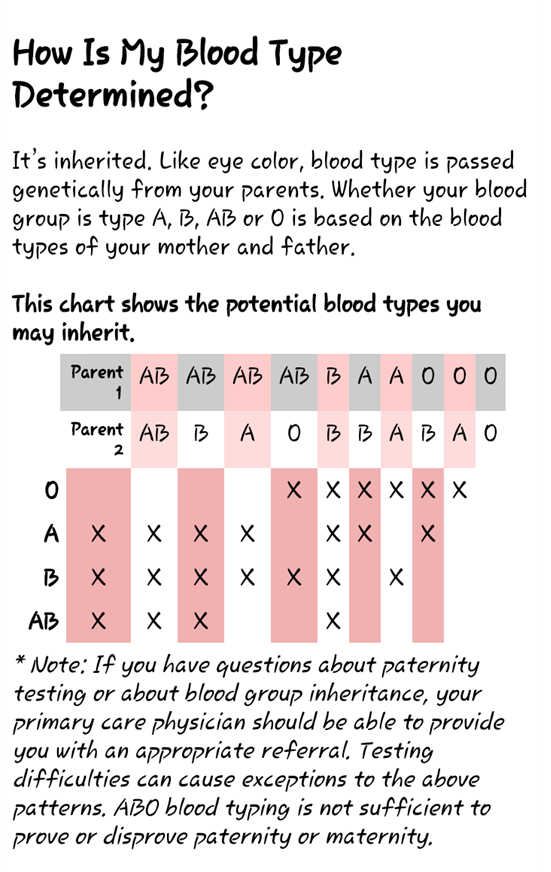 How Is My Blood Type
Determined?
It's inherited. Like eye color, blood type is passed
genetically from your parents. Whether your blood
group is type A, B, AB or O is based on the blood
types of your mother and father.
This chart shows the potential blood types you
may inherit.
Parent 1 AB AB AB AB B A A O O O
Parent 2 AB B A O B B A B A O
O X X X X X X
A X X X X X X X
B X X X X X X X
AB X X X X
* Note: If you have questions about paternity
testing or about blood group inheritance, your
primary care physician should be able to provide
you with an appropriate referral. Testing
difficulties can cause exceptions to the above
patterns. ABO blood typing is not sufficient to
prove or disprove paternity or maternity.